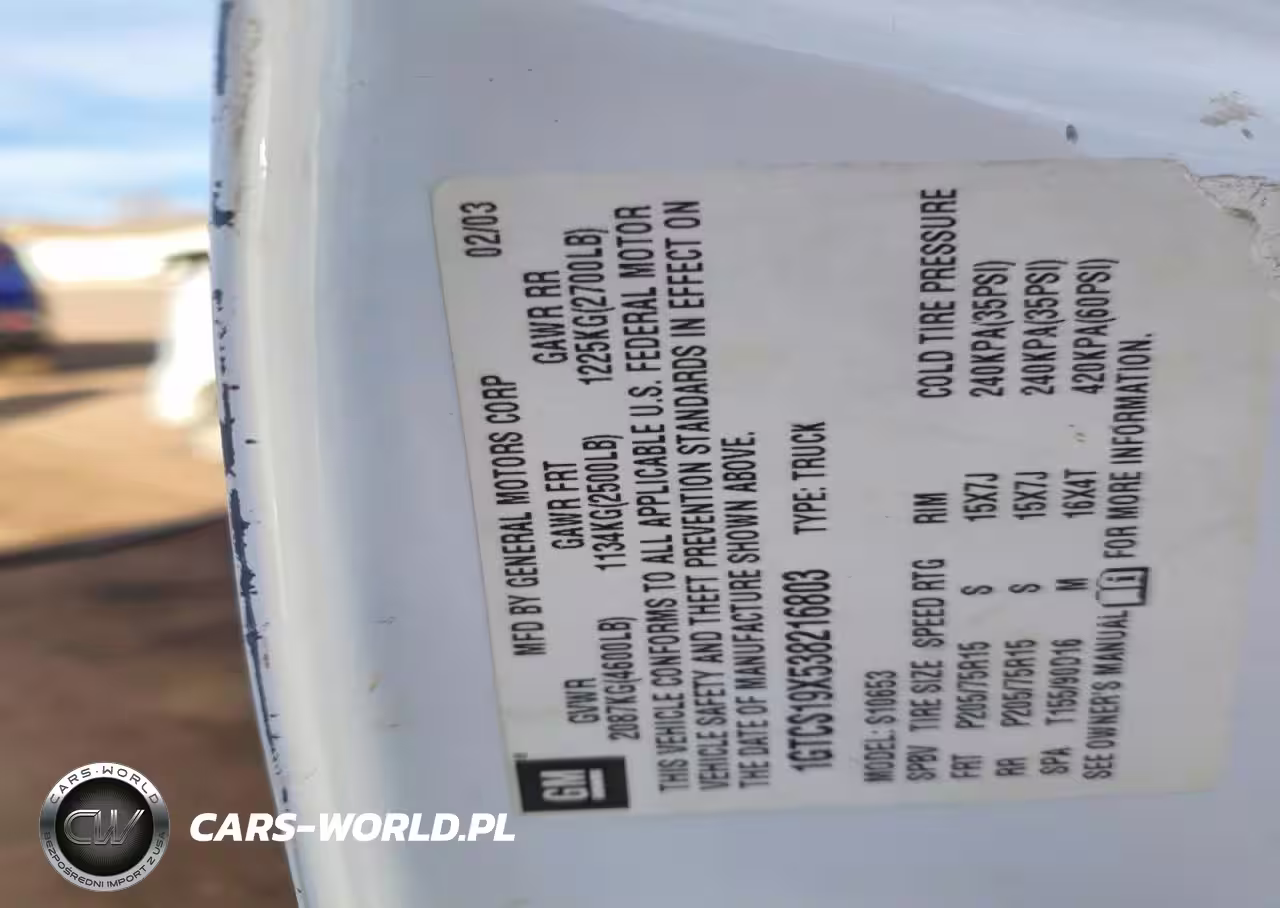 MFD BY GENERAL MOTORS CORP 02/03
GVWR GAWR FRT GAWR RR
2087KG(4600LB) 1134KG(2500LB) 1225KG(2700LB)
THIS VEHICLE CONFORMS TO ALL APPLICABLE U.S. FEDERAL MOTOR
VEHICLE SAFETY AND THEFT PREVENTION STANDARDS IN EFFECT ON
THE DATE OF MANUFACTURE SHOWN ABOVE.
1GTCS19X538216803 TYPE: TRUCK
MODEL: S10653
SPBV TIRE SIZE SPEED RTG RIM COLD TIRE PRESSURE
FRT P205/75R15 S 15X7J 240KPA(35PSI)
RR P205/75R15 S 15X7J 240KPA(35PSI)
SPA T155/90D16 M 16X4T 420KPA(60PSI)
SEE OWNER'S MANUAL i FOR MORE INFORMATION.
GM
CARS-WORLD
CW
BEZPOŚREDNI IMPORT Z USA
CARS-WORLD.PL